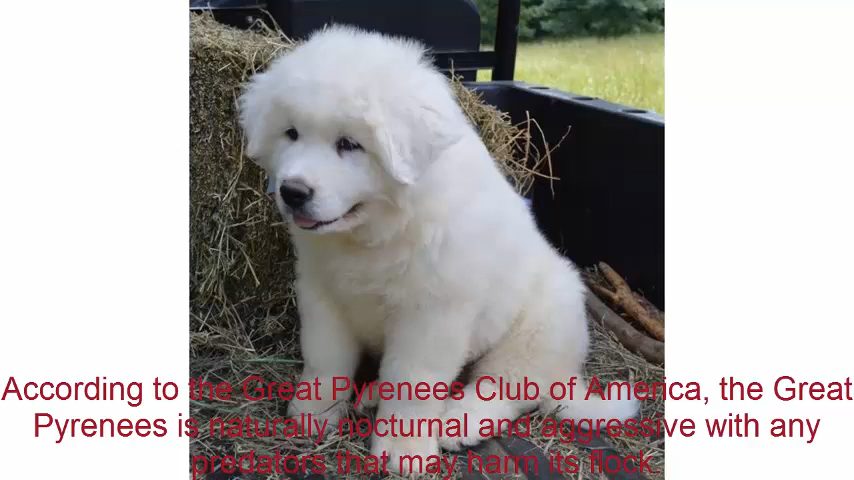 According to the Great Pyrenees Club of America, the Great
Pyrenees is naturally nocturnal and aggressive with any
predators that may harm its flock.